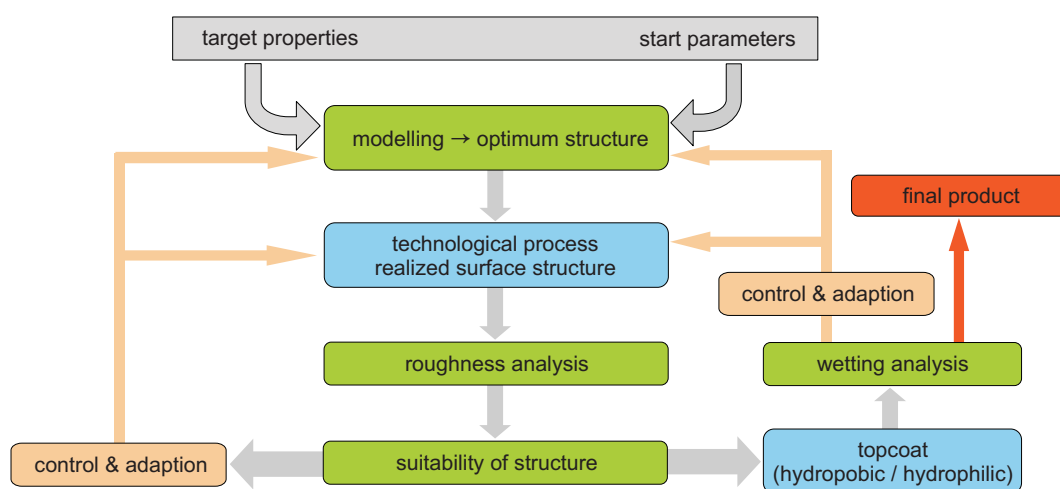 target properties
start parameters
modelling → optimum structure
final product
technological process
realized surface structure
control & adaption
roughness analysis
wetting analysis
control & adaption
suitability of structure
topcoat
(hydropobic / hydrophilic)